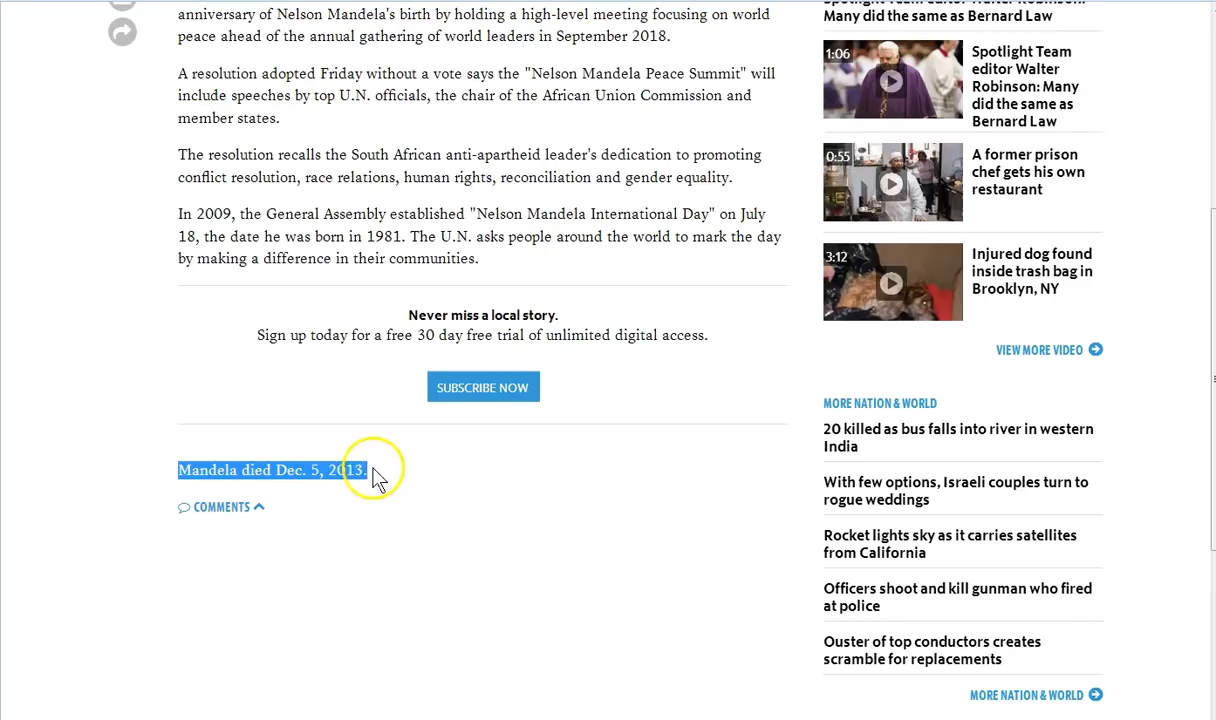 anniversary of Nelson Mandela's birth by holding a high-level meeting focusing on world
peace ahead of the annual gathering of world leaders in September 2018.
A resolution adopted Friday without a vote says the "Nelson Mandela Peace Summit" will
include speeches by top U.N. officials, the chair of the African Union Commission and
member states.
The resolution recalls the South African anti-apartheid leader's dedication to promoting
conflict resolution, race relations, human rights, reconciliation and gender equality.
In 2009, the General Assembly established "Nelson Mandela International Day" on July
18, the date he was born in 1981. The U.N. asks people around the world to mark the day
by making a difference in their communities.
Never miss a local story.
Sign up today for a free 30 day free trial of unlimited digital access.
SUBSCRIBE NOW
Mandela died Dec. 5, 2013.
COMMENTS
Spotlight Team editor Walter Robinson:
Many did the same as Bernard Law
1:06
Spotlight Team
editor Walter
Robinson: Many
did the same as
Bernard Law
0:55
A former prison
chef gets his own
restaurant
3:12
Injured dog found
inside trash bag in
Brooklyn, NY
VIEW MORE VIDEO
MORE NATION & WORLD
20 killed as bus falls into river in western
India
With few options, Israeli couples turn to
rogue weddings
Rocket lights sky as it carries satellites
from California
Officers shoot and kill gunman who fired
at police
Ouster of top conductors creates
scramble for replacements
MORE NATION & WORLD